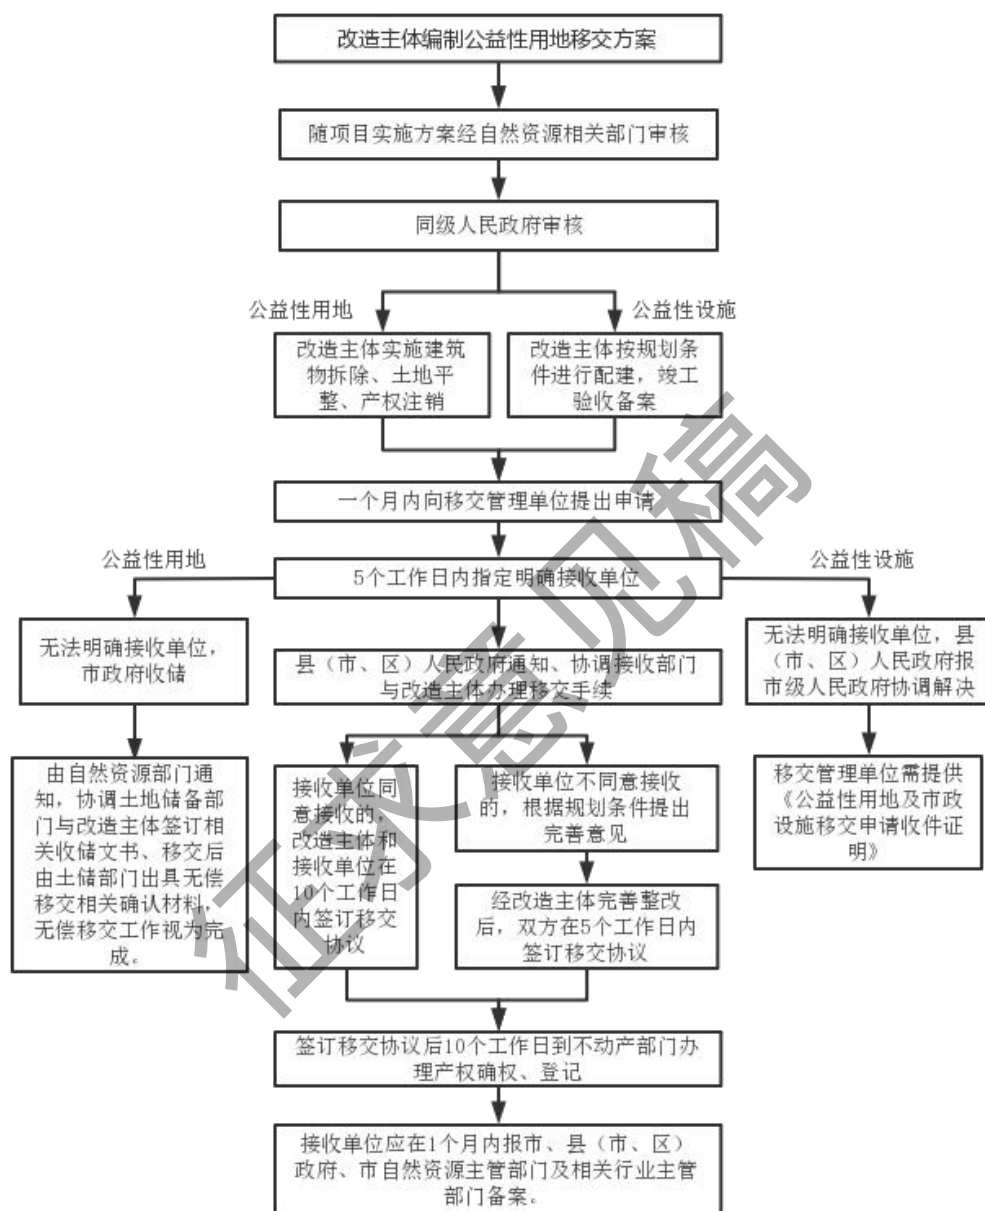 改造主体编制公益性用地移交方案
随项目实施方案经自然资源相关部门审核
同级人民政府审核
公益性用地
公益性设施
改造主体实施建筑
物拆除、土地平
整、产权注销
改造主体按规划条
件进行配建，竣工
验收备案
一个月内向移交管理单位提出申请
公益性用地
公益性设施
5个工作日内指定明确接收单位
无法明确接收单位，
市政府收储
县（市、区）人民政府通知、协调接收部门
与改造主体办理移交手续
无法明确接收单位，县
（市、区）人民政府报
市级人民政府协调解决
由自然资源部门通
知，协调土地储备部
门与改造主体签订相
关收储文书、移交后
由土储部门出具无偿
移交相关确认材料，
无偿移交工作视为完
成。
接收单位同
意接收的，
改造主体和
接收单位在
10个工作日
内签订移交
协议
接收单位不同意接收
的，根据规划条件提出
完善意见
移交管理单位需提供
《公益性用地及市政
设施移交申请收件证
明》
经改造主体完善整改
后，双方在5个工作日内
签订移交协议
签订移交协议后10个工作日到不动产部门办
理产权确权、登记
接收单位应在1个月内报市、县（市、区）
政府、市自然资源主管部门及相关行业主管
部门备案。
征求意见稿